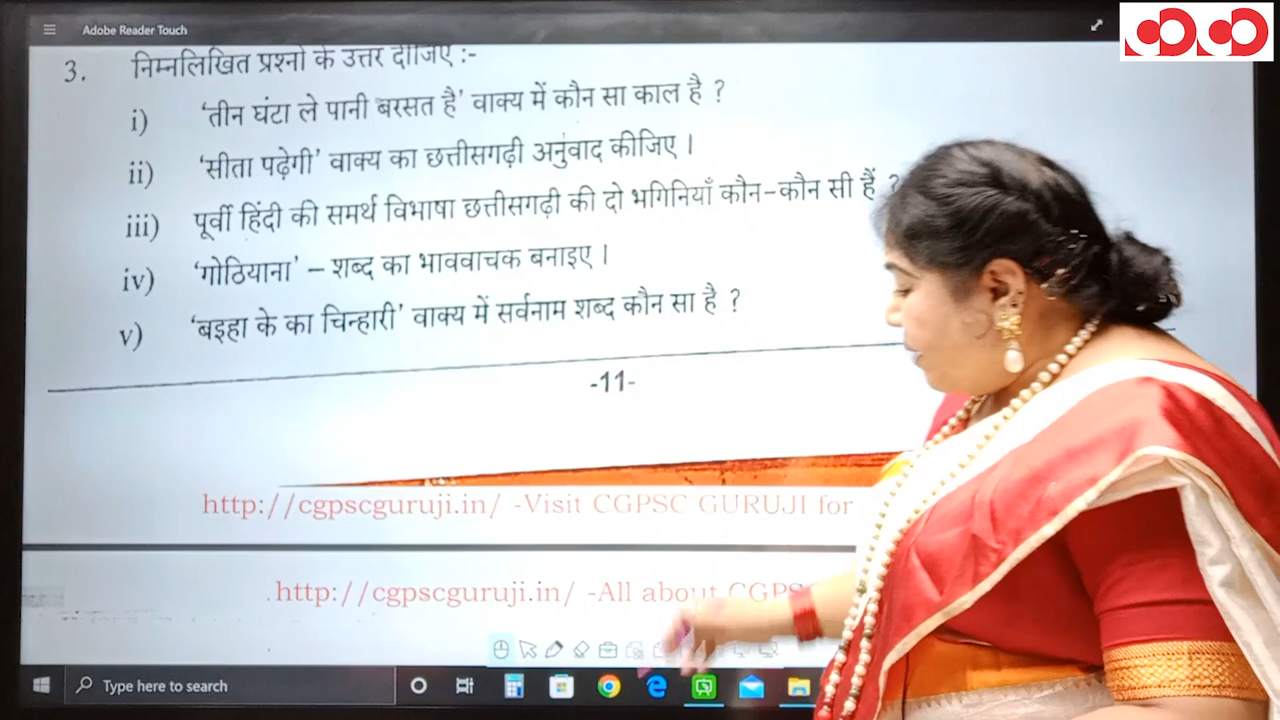 Adobe Reader Touch
3. निम्नलिखित प्रश्नो के उत्तर दीजिए :-
i) ‘तीन घंटा ले पानी बरसत हे’ वाक्य में कौन सा काल है ?
ii) ‘सीता पढ़ेगी’ वाक्य का छत्तीसगढ़ी अनुवाद कीजिए ।
iii) पूर्वी हिंदी की समर्थ विभाषा छत्तीसगढ़ी की दो भगिनियाँ कौन-कौन सी हैं ?
iv) ‘गोठियाना’ – शब्द का भाववाचक बनाइए ।
v) ‘बइहा के का चिन्हारी’ वाक्य में सर्वनाम शब्द कौन सा है ?
-11-
http://cgpscguruji.in/ -Visit CGPSC GURUJI for
http://cgpscguruji.in/ -All about CGPS
Type here to search